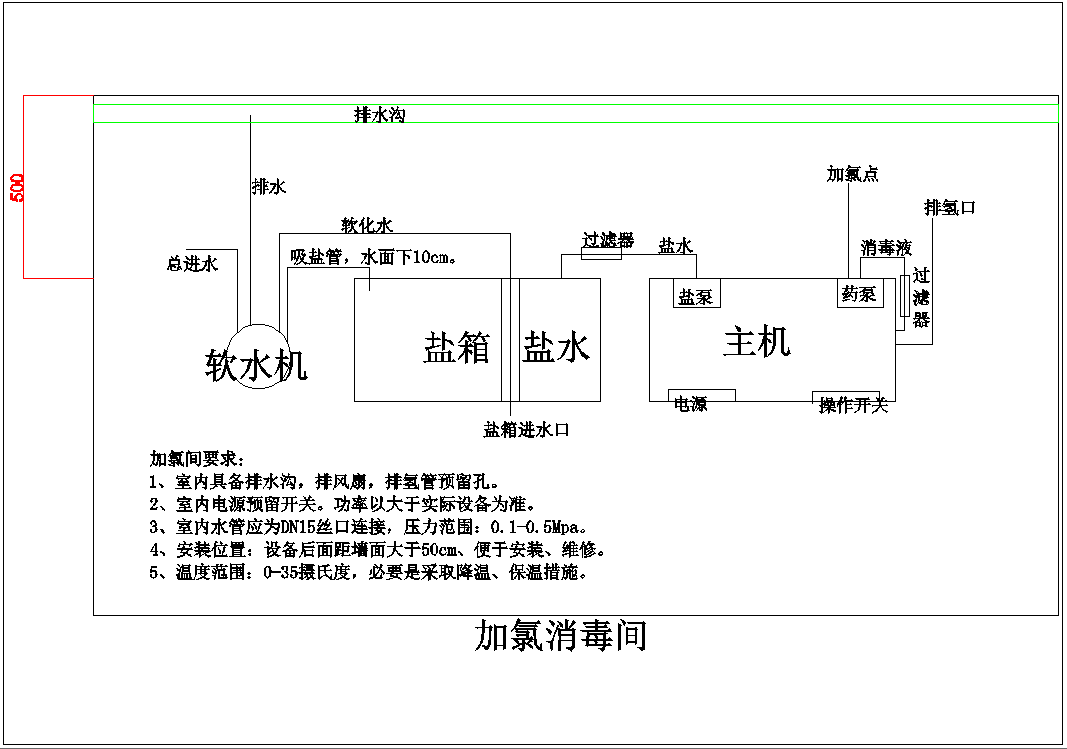 排水沟
500
排水
加氯点
排氢口
软化水
过滤器
盐水
消毒液
吸盐管，水面下10cm。
总进水
过滤器
盐泵
药泵
软水机
盐箱
盐水
主机
电源
操作开关
盐箱进水口
加氯间要求：
1、室内具备排水沟，排风扇，排氢管预留孔。
2、室内电源预留开关。功率以大于实际设备为准。
3、室内水管应为DN15丝口连接，压力范围：0.1-0.5Mpa。
4、安装位置：设备后面距墙面大于50cm、便于安装、维修。
5、温度范围：0-35摄氏度，必要是采取降温、保温措施。
加氯消毒间